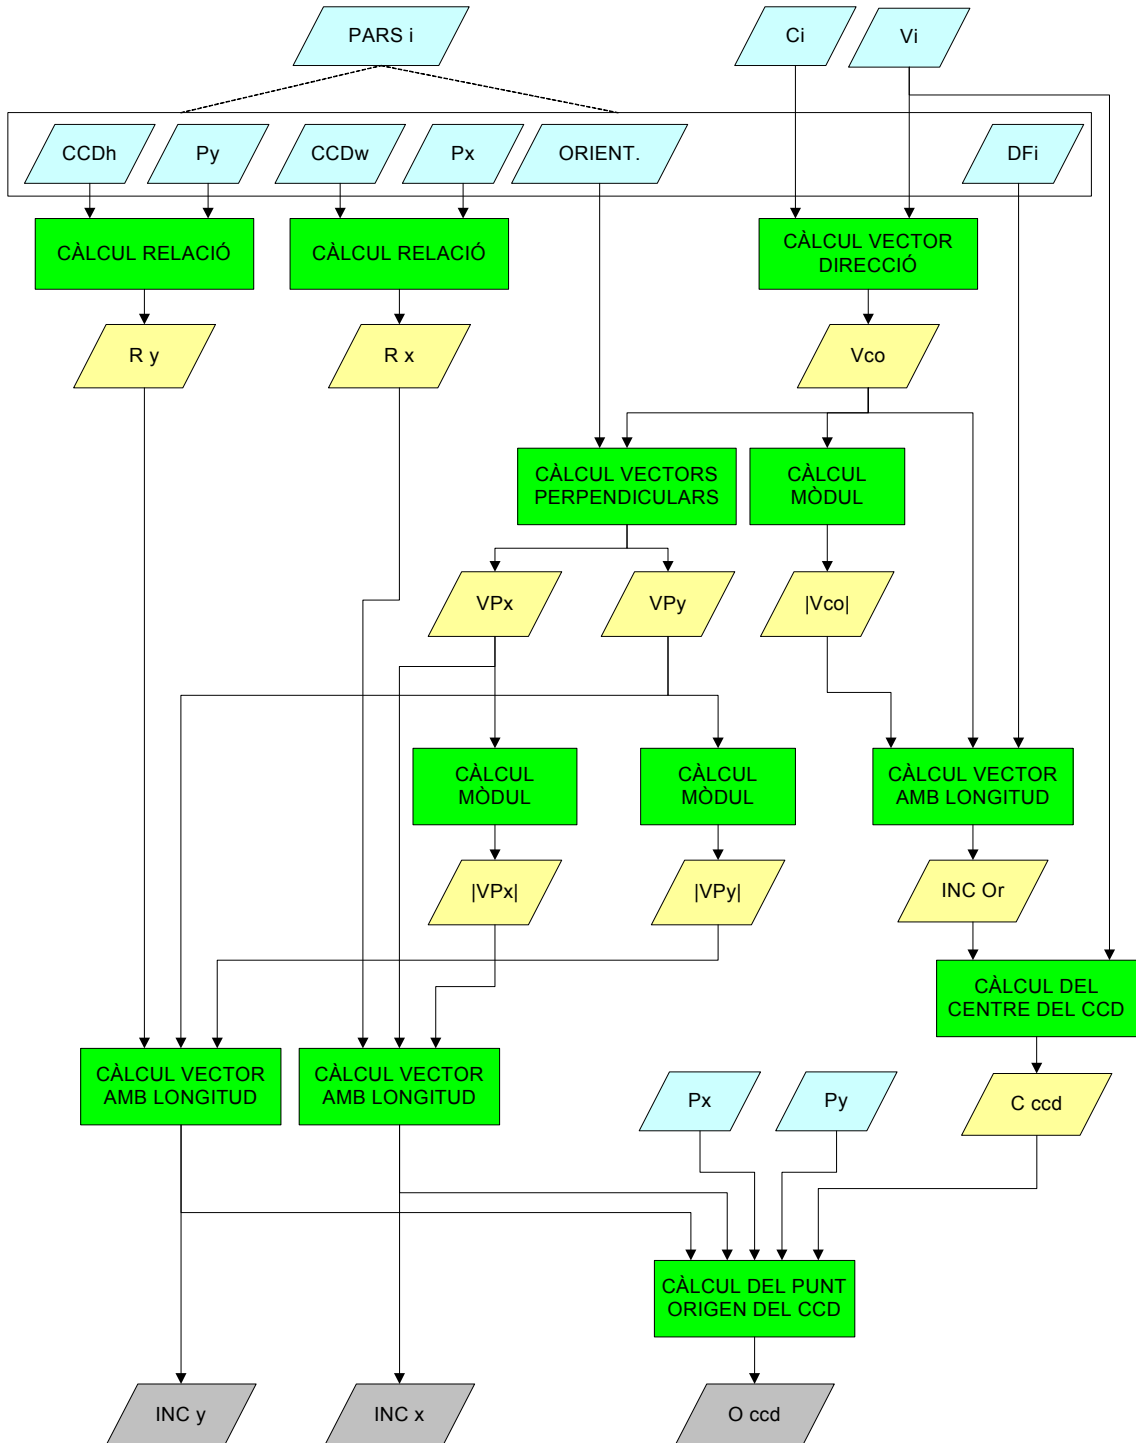 PARS i
Ci
Vi
CCDh
Py
CCDw
Px
ORIENT.
DFi
CÀLCUL RELACIÓ
CÀLCUL RELACIÓ
CÀLCUL VECTOR
DIRECCIÓ
R y
R x
Vco
CÀLCUL VECTORS
PERPENDICULARS
CÀLCUL
MÒDUL
VPx
VPy
|Vco|
CÀLCUL
MÒDUL
CÀLCUL
MÒDUL
CÀLCUL VECTOR
AMB LONGITUD
|VPx|
|VPy|
INC Or
CÀLCUL DEL
CENTRE DEL CCD
CÀLCUL VECTOR
AMB LONGITUD
CÀLCUL VECTOR
AMB LONGITUD
Px
Py
C ccd
CÀLCUL DEL PUNT
ORIGEN DEL CCD
INC y
INC x
O ccd